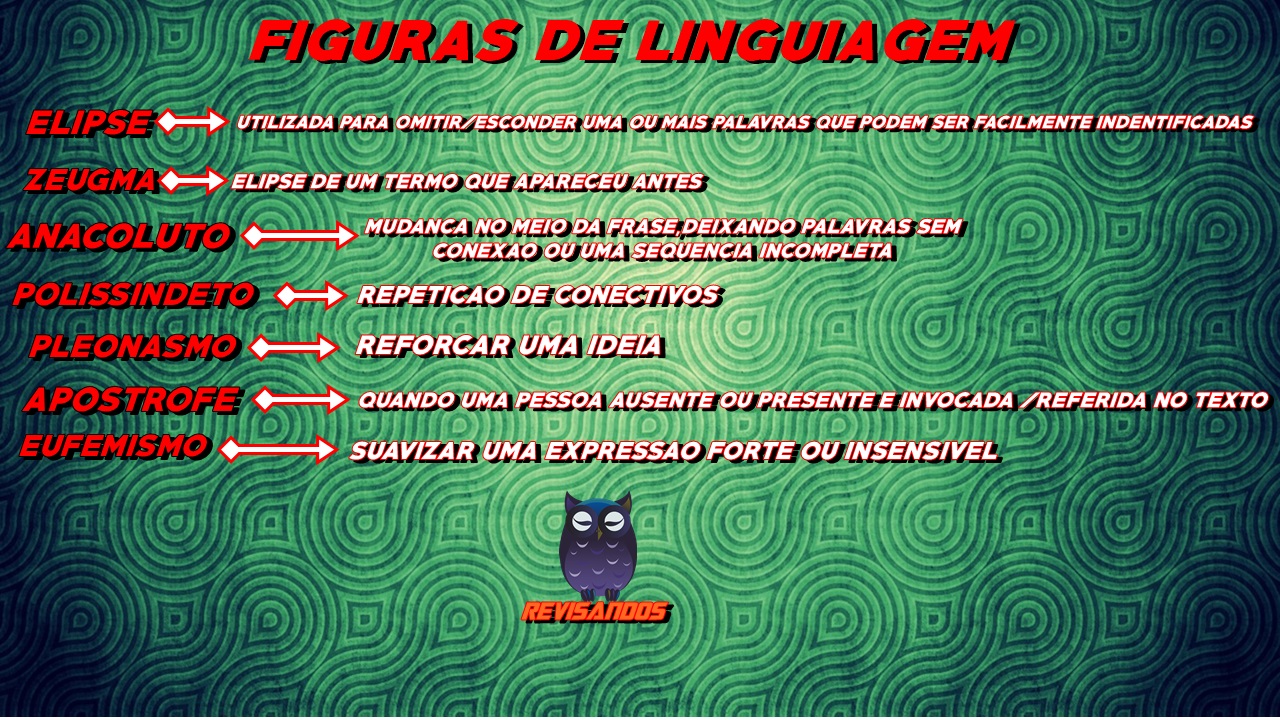 FIGURAS DE LINGUIAGEM
ELIPSE UTILIZADA PARA OMITIR/ESCONDER UMA OU MAIS PALAVRAS QUE PODEM SER FACILMENTE INDENTIFICADAS
ZEUGMA ELIPSE DE UM TERMO QUE APARECEU ANTES
ANACOLUTO MUDANCA NO MEIO DA FRASE,DEIXANDO PALAVRAS SEM
CONEXAO OU UMA SEQUENCIA INCOMPLETA
POLISSINDETO REPETICAO DE CONECTIVOS
PLEONASMO REFORCAR UMA IDEIA
APOSTROFE QUANDO UMA PESSOA AUSENTE OU PRESENTE E INVOCADA /REFERIDA NO TEXTO
EUFEMISMO SUAVIZAR UMA EXPRESSAO FORTE OU INSENSIVEL
REVISANDOS